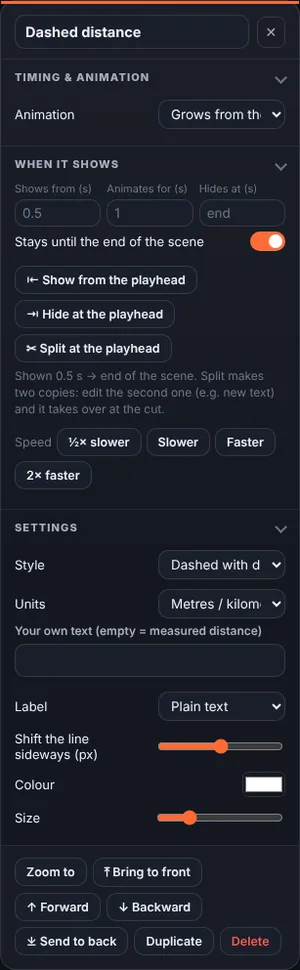 Dashed distance ×
TIMING & ANIMATION
Animation Grows from the
WHEN IT SHOWS
Shows from (s) Animates for (s) Hides at (s)
0.5 1 end
Stays until the end of the scene
⇤ Show from the playhead
⇥ Hide at the playhead
✂ Split at the playhead
Shown 0.5 s → end of the scene. Split makes
two copies: edit the second one (e.g. new text)
and it takes over at the cut.
Speed ½× slower Slower Faster
2× faster
SETTINGS
Style Dashed with d
Units Metres / kilom
Your own text (empty = measured distance)
Label Plain text
Shift the line
sideways (px)
Colour
Size
Zoom to ⤒ Bring to front
↑ Forward ↓ Backward
⤓ Send to back Duplicate Delete